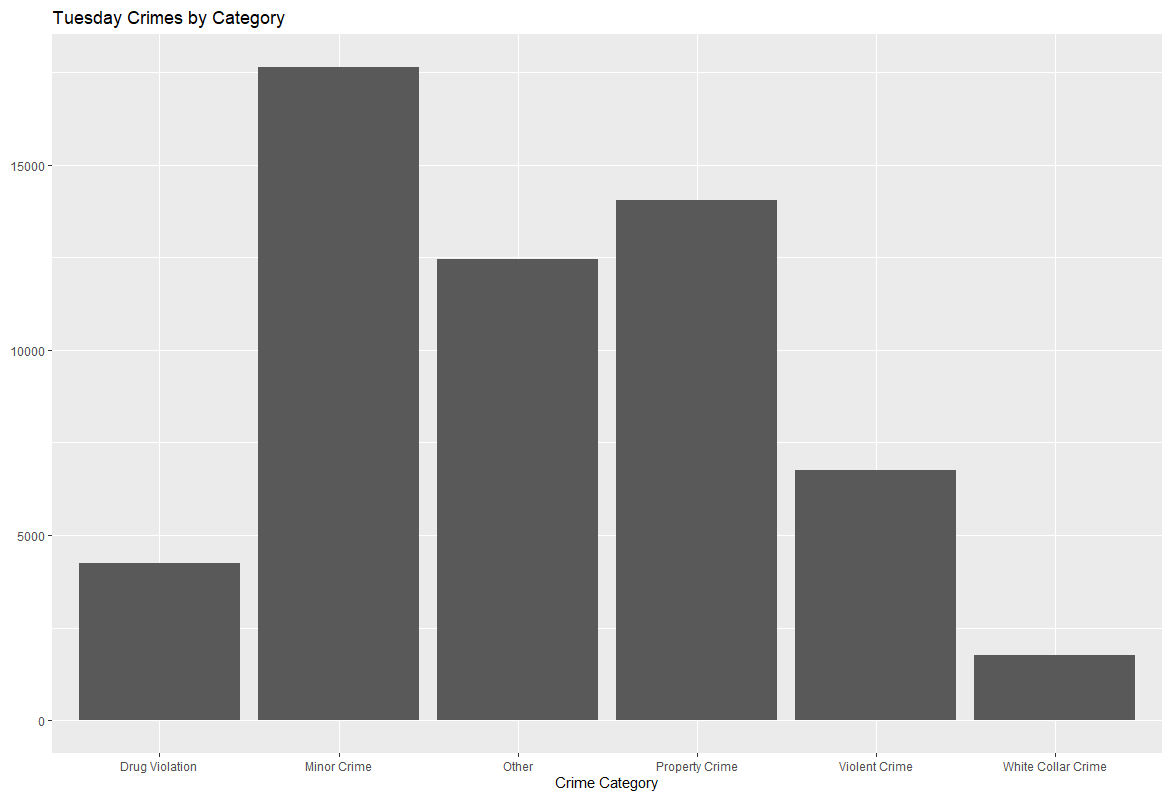 Tuesday Crimes by Category
15000
10000
5000
0
Drug Violation Minor Crime Other Property Crime Violent Crime White Collar Crime
Crime Category